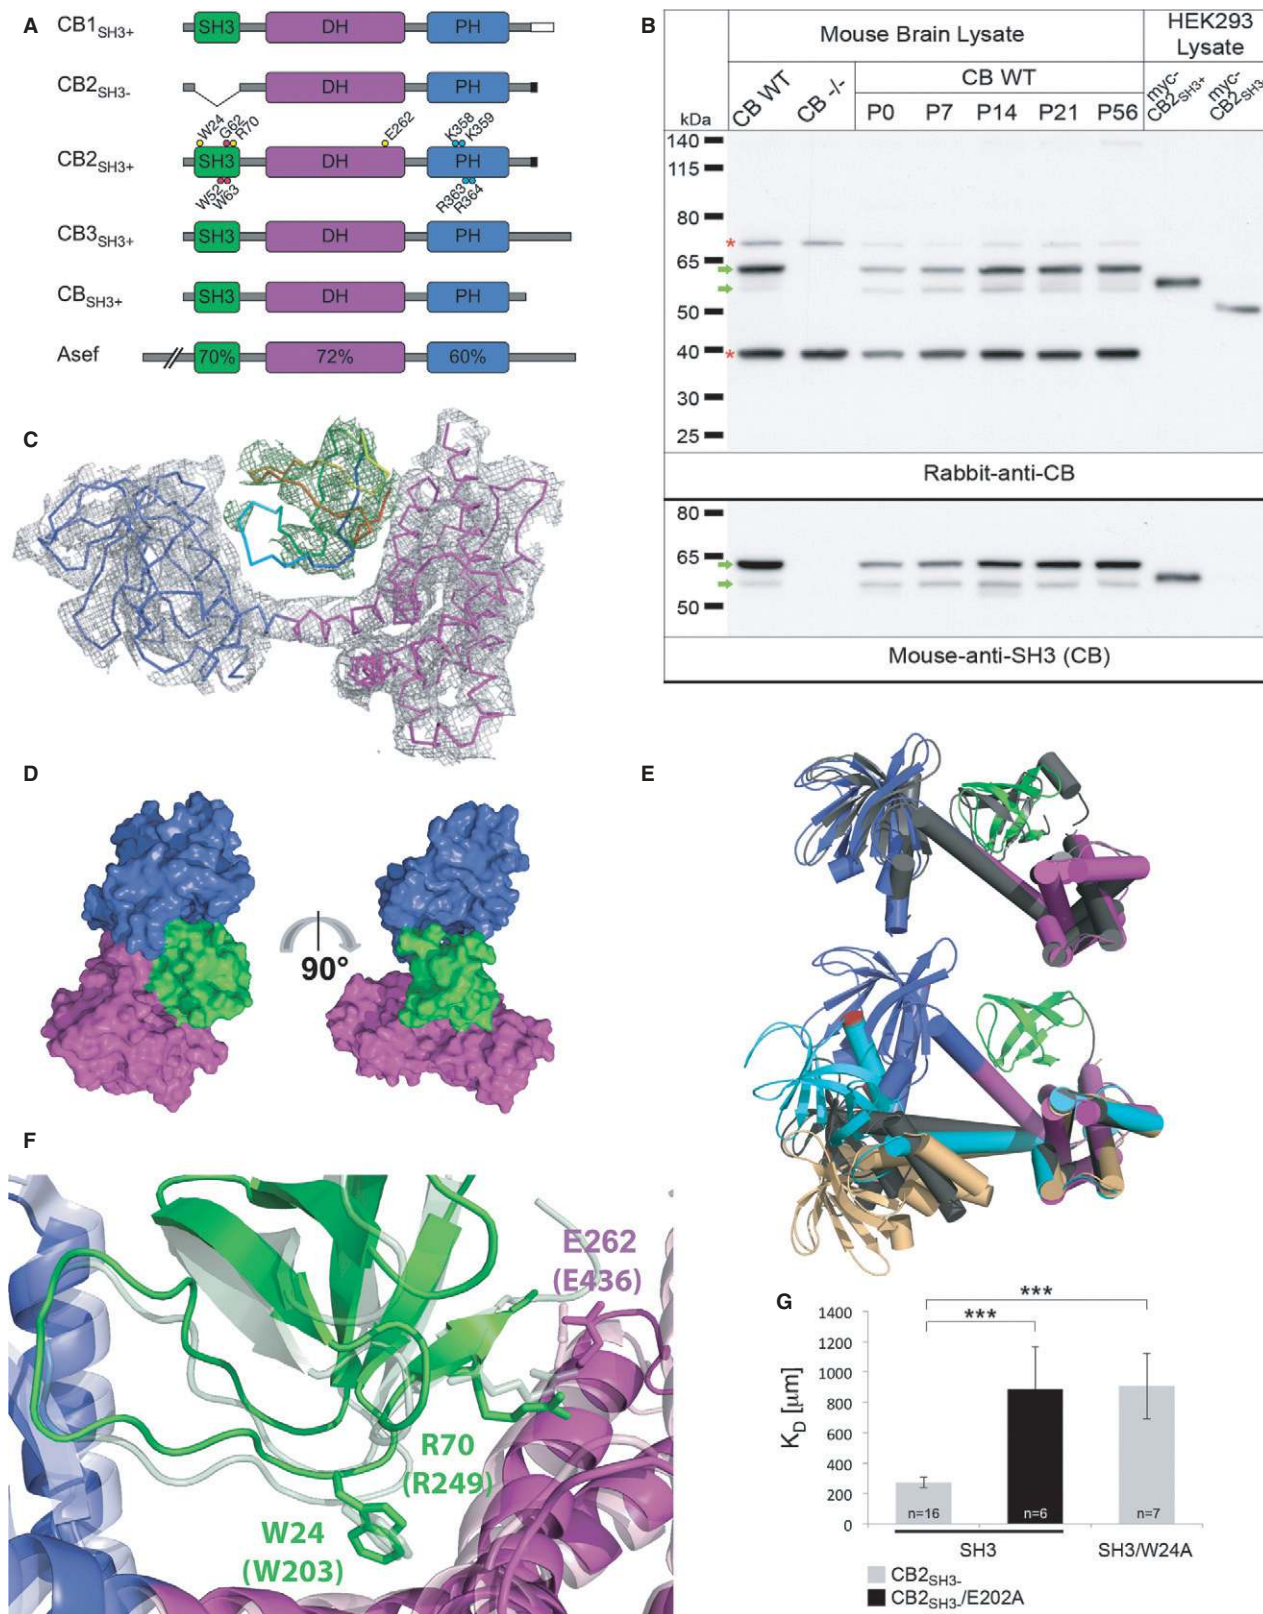 A
CB1SH3+
SH3 DH PH
CB2SH3-
DH PH
W24 G62 R70 E262 K358 K359
CB2SH3+
SH3 DH PH
W52 W63 R363 R364
CB3SH3+
SH3 DH PH
CBSH3+
SH3 DH PH
Asef
70% 72% 60%
B
Mouse Brain Lysate
HEK293 Lysate
CB WT
kDa
CB WT CB -/- P0 P7 P14 P21 P56 myc-CB2SH3+ myc-CB2SH3-
140
115
80
* 65
50
* 40
30
25
Rabbit-anti-CB
80
65
50
Mouse-anti-SH3 (CB)
C
D
90°
E
F
E262
(E436)
R70
(R249)
W24
(W203)
G
1400
1200
1000
800
600
400
200
0
KD [µm]
***
***
n=16 n=6 n=7
SH3 SH3/W24A
CB2SH3-
CB2SH3-/E202A